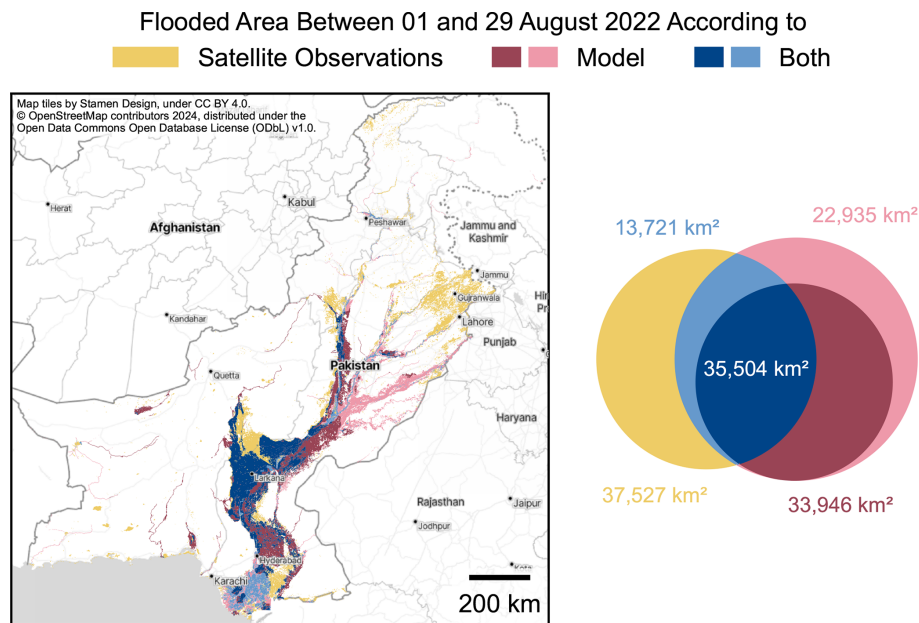 Flooded Area Between 01 and 29 August 2022 According to
Satellite Observations
Model
Both
Map tiles by Stamen Design, under CC BY 4.0.
© OpenStreetMap contributors 2024, distributed under the
Open Data Commons Open Database License (ODbL) v1.0.
Herat
Kabul
Afghanistan
Peshawar
Jammu and
Kashmir
Jammu
Gujranwala
Kandahar
Lahore
Punjab
Pakistan
Quetta
Haryana
Larkana
Rajasthan
Jaipur
Jodhpur
Hyderabad
Karachi
Kota
200 km
13,721 km²
22,935 km²
35,504 km²
37,527 km²
33,946 km²